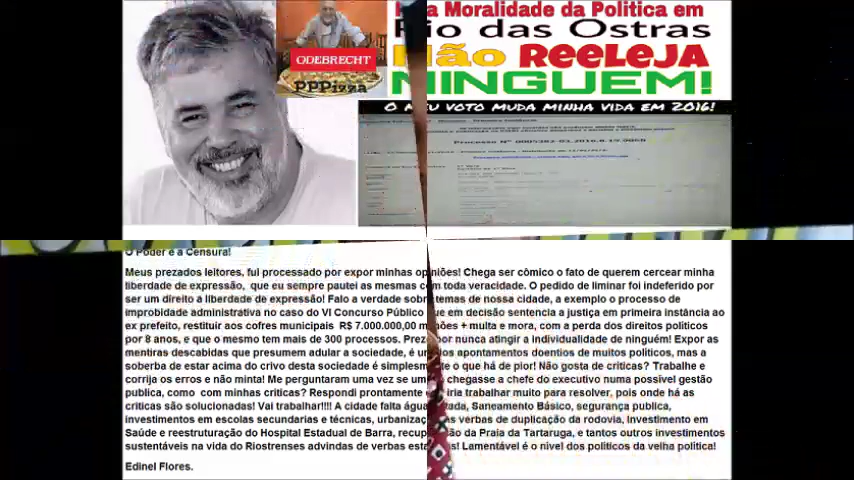 la Moralidade da Politica em
Rio das Ostras
Não ReeLeJA
NINGUEM!
ODEBRECHT
PPPizza
O MEU VOTO MUDA MINHA VIDA EM 2016!
O Poder e a Censura!
Meus prezados leitores, fui processado por expor minhas opiniões! Chega ser cômico o fato de querem cercear minha
liberdade de expressão, que eu sempre pautei as mesmas com toda veracidade. O pedido de liminar foi indeferido por
ser um direito a liberdade de expressão! Falo a verdade sobre temas de nossa cidade, a exemplo o processo de
improbidade administrativa no caso do VI Concurso Público que em decisão sentencia a justiça em primeira instância ao
ex prefeito, restituir aos cofres municipais R$ 7.000.000,00 milhões + multa e mora, com a perda dos direitos politicos
por 8 anos, e que o mesmo tem mais de 300 processos. Prezo por nunca atingir a individualidade de ninguém! Expor as
mentiras descabidas que presumem adular a sociedade, é um dos apontamentos doentios de muitos politicos, mas a
soberba de estar acima do crivo desta sociedade é simplesmente o que há de pior! Não gosta de criticas? Trabalhe e
corrija os erros e não minta! Me perguntaram uma vez se um chegasse a chefe do executivo numa possivel gestão
publica, como com minhas criticas? Respondi prontamente iria trabalhar muito para resolver, pois onde há as
criticas são solucionadas! Vai trabalhar!!!! A cidade falta água tada, Saneamento Básico, segurança publica,
investimentos em escolas secundarias e técnicas, urbanização as verbas de duplicação da rodovia, Investimento em
Saúde e reestruturação do Hospital Estadual de Barra, recuperação da Praia da Tartaruga, e tantos outros investimentos
sustentáveis na vida do Riostrenses advindas de verbas est s! Lamentável é o nivel dos politicos da velha politica!
Edinel Flores.